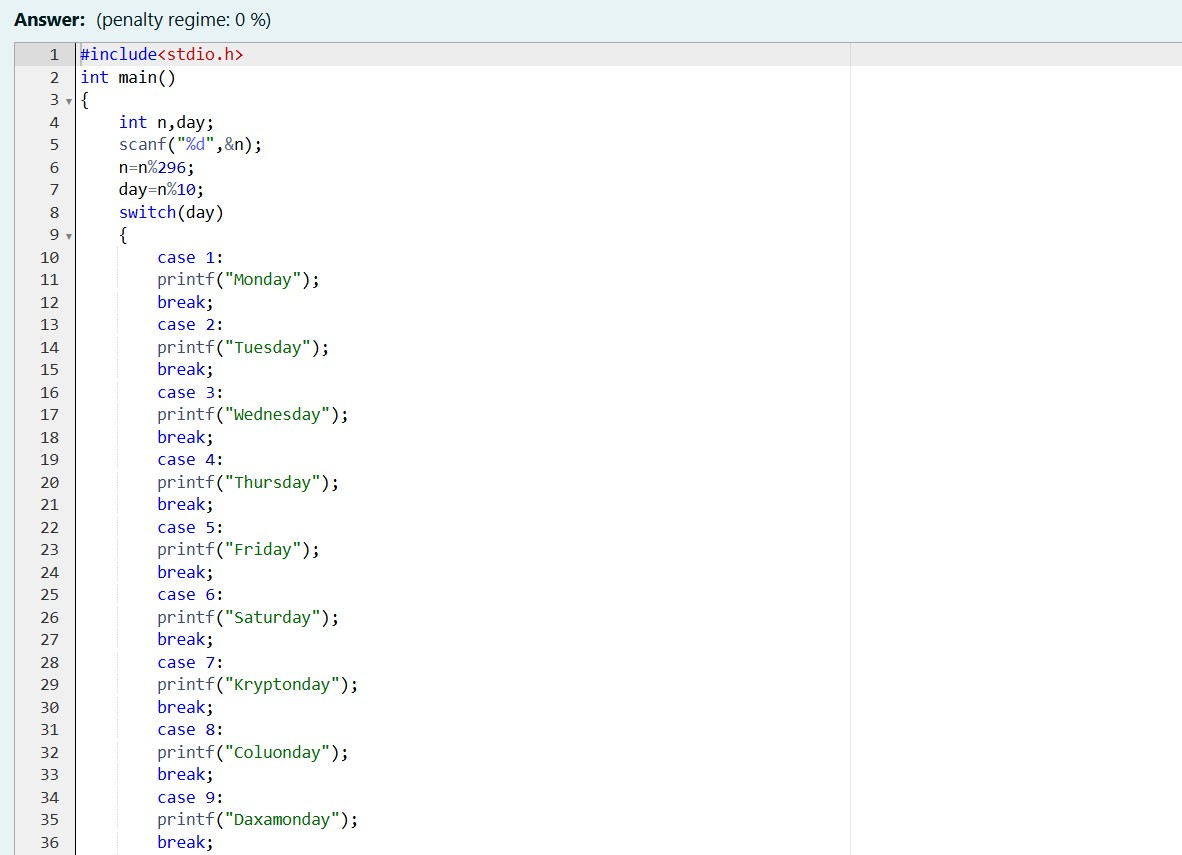 Answer: (penalty regime: 0 %)
1 #include<stdio.h>
2 int main()
3 {
4 int n,day;
5 scanf("%d",&n);
6 n=n%296;
7 day=n%10;
8 switch(day)
9 {
10 case 1:
11 printf("Monday");
12 break;
13 case 2:
14 printf("Tuesday");
15 break;
16 case 3:
17 printf("Wednesday");
18 break;
19 case 4:
20 printf("Thursday");
21 break;
22 case 5:
23 printf("Friday");
24 break;
25 case 6:
26 printf("Saturday");
27 break;
28 case 7:
29 printf("Kryptonday");
30 break;
31 case 8:
32 printf("Coluonday");
33 break;
34 case 9:
35 printf("Daxamonday");
36 break;